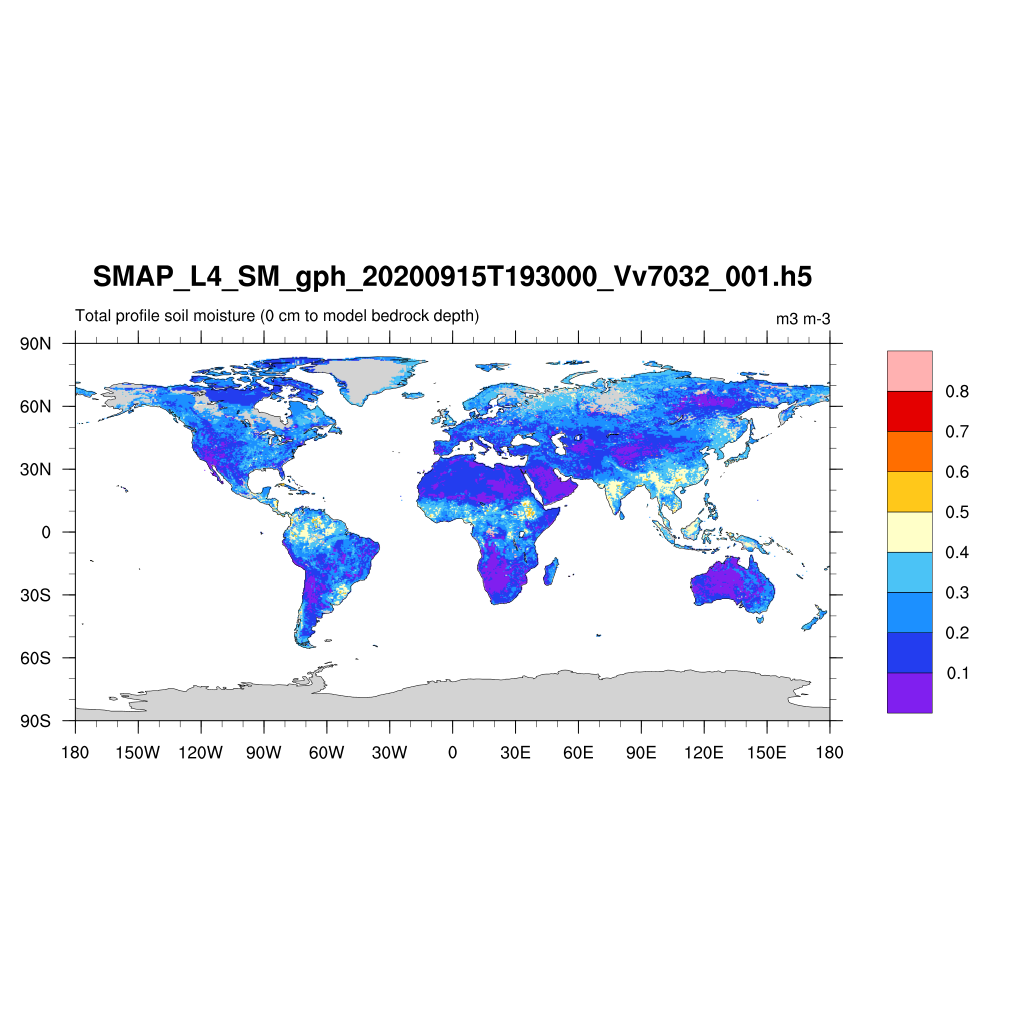 SMAP_L4_SM_gph_20200915T193000_Vv7032_001.h5
Total profile soil moisture (0 cm to model bedrock depth)
m3 m-3
90N
60N
30N
0
30S
60S
90S
180 150W 120W 90W 60W 30W 0 30E 60E 90E 120E 150E 180
0.8
0.7
0.6
0.5
0.4
0.3
0.2
0.1